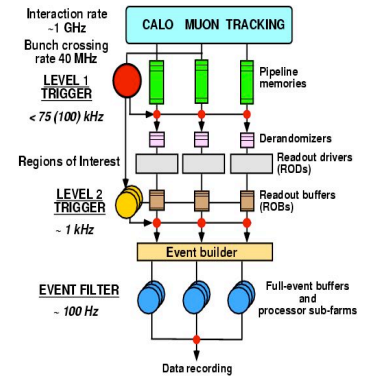 Interaction rate
~1 GHz
CALO MUON TRACKING
Bunch crossing
rate 40 MHz
LEVEL 1
TRIGGER
Pipeline
memories
< 75 (100) kHz
Derandomizers
Regions of Interest
Readout drivers
(RODs)
LEVEL 2
TRIGGER
Readout buffers
(ROBs)
~ 1 kHz
Event builder
EVENT FILTER
~ 100 Hz
Full-event buffers
and
processor sub-farms
Data recording